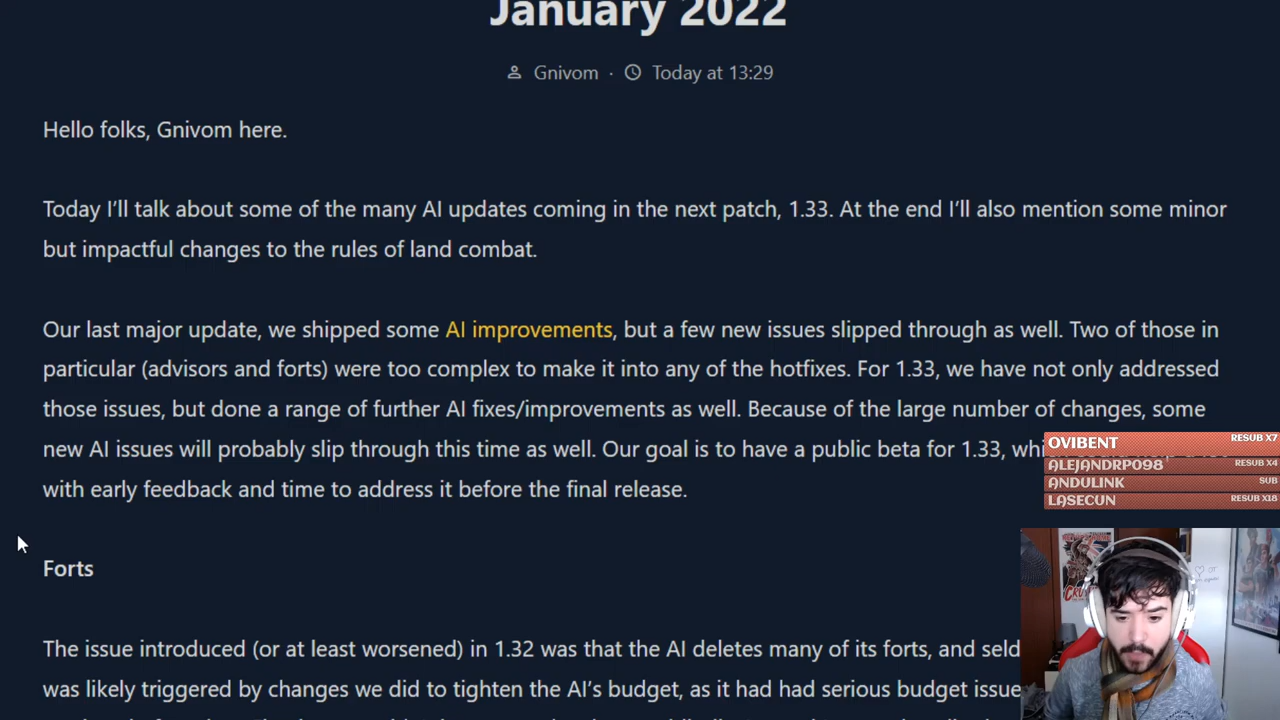 January 2022
Gnivom · Today at 13:29
Hello folks, Gnivom here.
Today I’ll talk about some of the many AI updates coming in the next patch, 1.33. At the end I’ll also mention some minor
but impactful changes to the rules of land combat.
Our last major update, we shipped some AI improvements, but a few new issues slipped through as well. Two of those in
particular (advisors and forts) were too complex to make it into any of the hotfixes. For 1.33, we have not only addressed
those issues, but done a range of further AI fixes/improvements as well. Because of the large number of changes, some
new AI issues will probably slip through this time as well. Our goal is to have a public beta for 1.33,
with early feedback and time to address it before the final release.
OVIBENT RESUB X7
ALEJANDRP098 RESUB X4
ANDULINK SUB
LASECUN RESUB X18
Forts
The issue introduced (or at least worsened) in 1.32 was that the AI deletes many of its forts, and
was likely triggered by changes we did to tighten the AI’s budget, as it had had serious budget